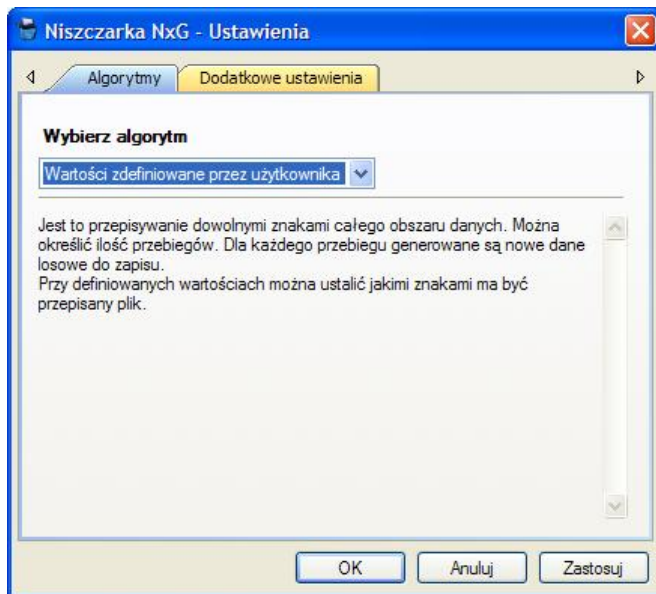 Niszczarka NxG - Ustawienia
Algorytmy
Dodatkowe ustawienia
Wybierz algorytm
Wartości zdefiniowane przez użytkownika
Jest to przepisywanie dowolnymi znakami całego obszaru danych. Można
określić ilość przebiegów. Dla każdego przebiegu generowane są nowe dane
losowe do zapisu.
Przy definiowanych wartościach można ustalić jakimi znakami ma być
przepisany plik.
OK
Anuluj
Zastosuj